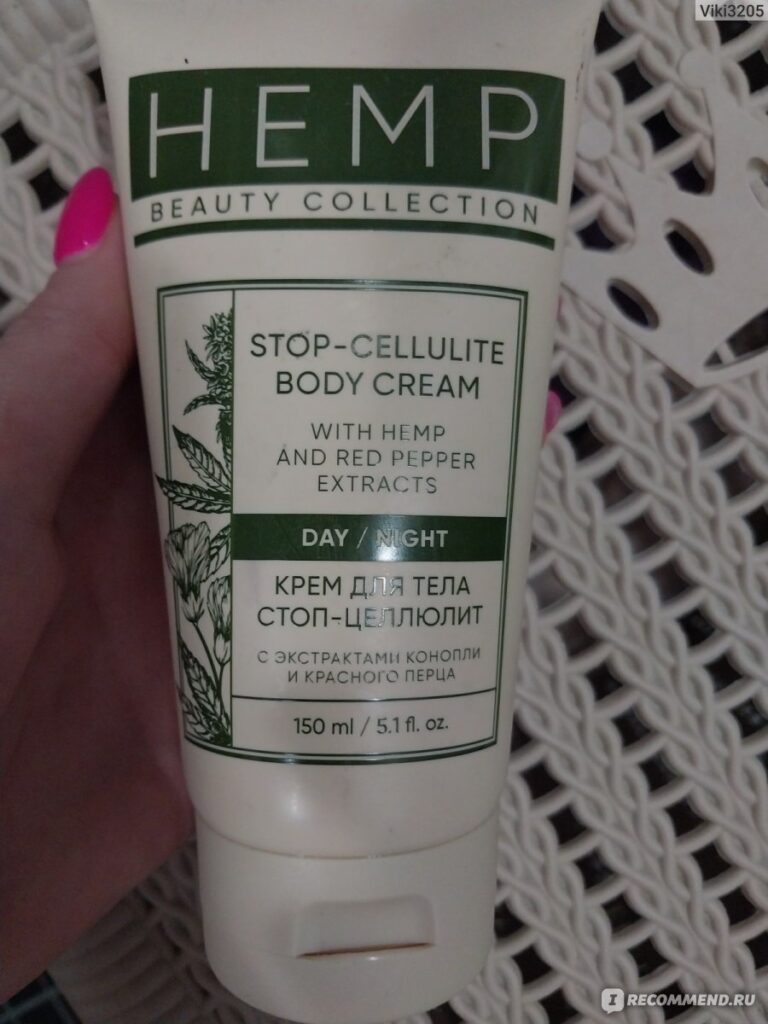 Viki3205
HEMP
BEAUTY COLLECTION
STOP-CELLULITE
BODY CREAM
WITH HEMP
AND RED PEPPER
EXTRACTS
DAY / NIGHT
КРЕМ ДЛЯ ТЕЛА
СТОП-ЦЕЛЛЮЛИТ
С ЭКСТРАКТАМИ КОНОПЛИ
И КРАСНОГО ПЕРЦА
150 ml / 5.1 fl. oz.
IRECOMMEND.RU